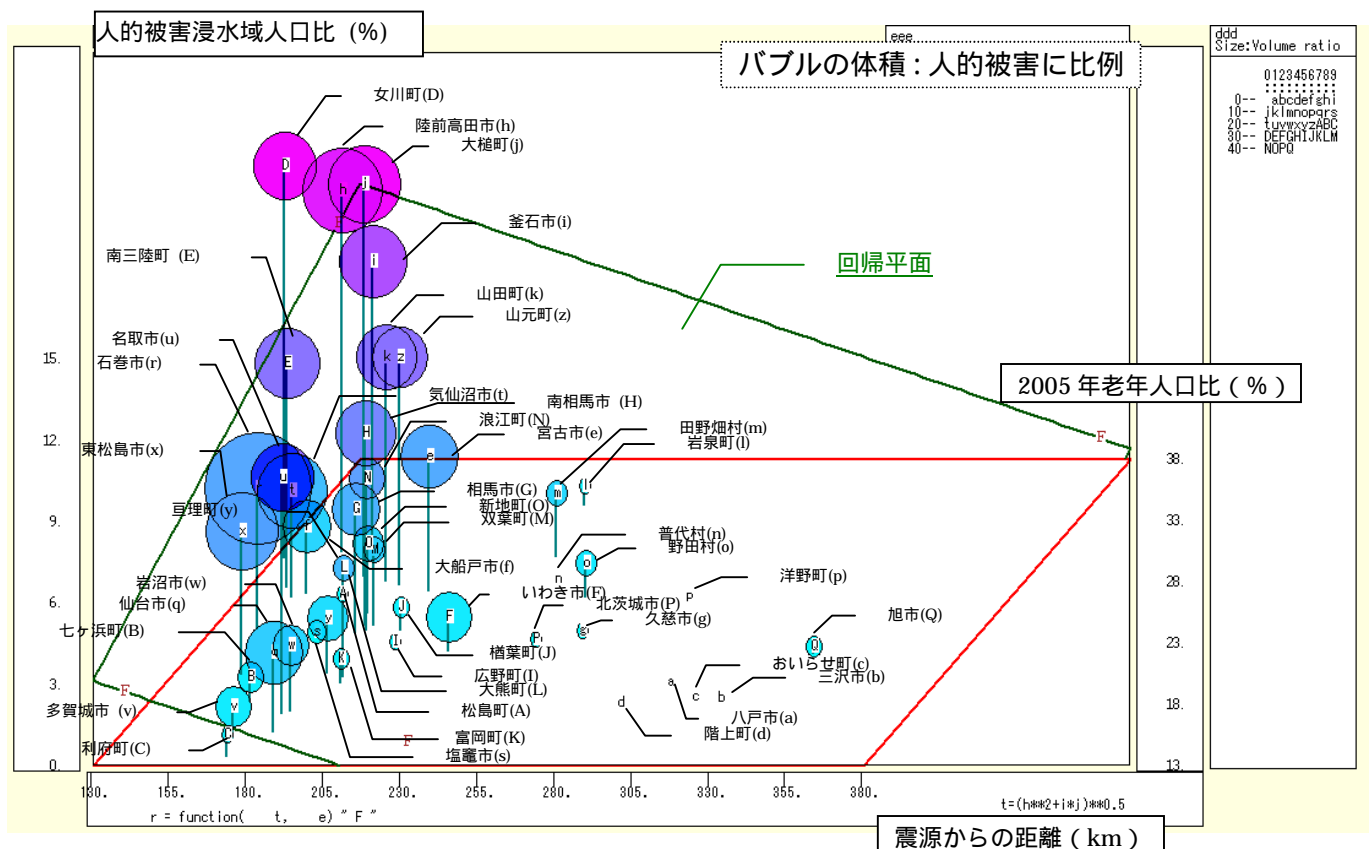 人的被害浸水域人口比 (%)
eee
ddd
Size:Volume ratio
0123456789
0-- abcdefghi
10-- jklmnopqrs
20-- tuvwxyzABC
30-- DEFGHIJKLM
40-- NOPQ
バブルの体積:人的被害に比例
女川町(D)
陸前高田市(h)
大槌町(j)
釜石市(i)
回帰平面
南三陸町 (E)
山田町(k)
山元町(z)
名取市(u)
石巻市(r)
2005年老年人口比(%)
気仙沼市(t)
南相馬市 (H)
浪江町(N)
宮古市(e)
田野畑村(m)
岩泉町(l)
東松島市(x)
相馬市(G)
新地町(O)
双葉町(M)
亘理町(y)
普代村(n)
野田村(o)
大船戸市(f)
洋野町(p)
岩沼市(w)
いわき市(F)
仙台市(q)
北茨城市(P)
久慈市(g)
旭市(Q)
七ヶ浜町(B)
楢葉町(J)
おいらせ町(c)
三沢市(b)
広野町(I)
大熊町(L)
多賀城市 (v)
松島町(A)
八戸市(a)
階上町(d)
利府町(C)
富岡町(K)
塩竈市(s)
15.
12.
9.
6.
3.
0.
38.
33.
28.
23.
18.
13.
D
h
j
F
i
E
k
z
H
F
e
u
N
t
m
l
G
x
f
O
M
o
L
n
A
p
J
y
F
s
g
P
I
w
q
K
Q
B
a
c
b
d
F
v
C
F
130. 155. 180. 205. 230. 280. 305. 330. 355. 380.
r = function( t, e) " F "
t=(h**2+i*j)**0.5
震源からの距離(km)